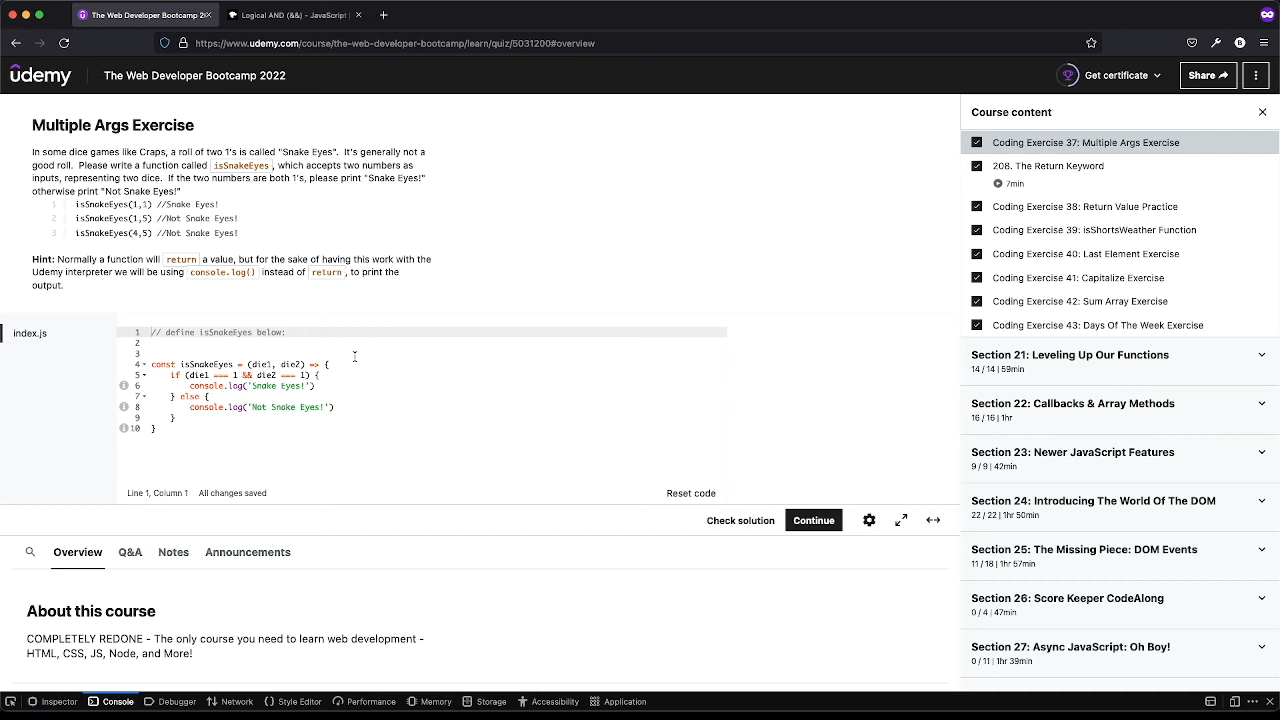 The Web Developer Bootcamp 20
Logical AND (&&) - JavaScript |
https://www.udemy.com/course/the-web-developer-bootcamp/learn/quiz/5031200#overview
B
udemy
The Web Developer Bootcamp 2022
Get certificate
Share
Multiple Args Exercise
In some dice games like Craps, a roll of two 1's is called "Snake Eyes". It's generally not a
good roll. Please write a function called isSnakeEyes, which accepts two numbers as
inputs, representing two dice. If the two numbers are both 1's, please print "Snake Eyes!"
otherwise print "Not Snake Eyes!"
1 isSnakeEyes(1,1) //Snake Eyes!
2 isSnakeEyes(1,5) //Not Snake Eyes!
3 isSnakeEyes(4,5) //Not Snake Eyes!
Hint: Normally a function will return a value, but for the sake of having this work with the
Udemy interpreter we will be using console.log() instead of return, to print the
output.
index.js
1 // define isSnakeEyes below:
2
3
4 const isSnakeEyes = (die1, die2) => {
5 if (die1 === 1 && die2 === 1) {
6 console.log('Snake Eyes!')
7 } else {
8 console.log('Not Snake Eyes!')
9 }
10 }
Line 1, Column 1 All changes saved
Reset code
Check solution
Continue
Overview
Q&A
Notes
Announcements
About this course
COMPLETELY REDONE - The only course you need to learn web development -
HTML, CSS, JS, Node, and More!
Course content
Coding Exercise 37: Multiple Args Exercise
208. The Return Keyword
7min
Coding Exercise 38: Return Value Practice
Coding Exercise 39: isShortsWeather Function
Coding Exercise 40: Last Element Exercise
Coding Exercise 41: Capitalize Exercise
Coding Exercise 42: Sum Array Exercise
Coding Exercise 43: Days Of The Week Exercise
Section 21: Leveling Up Our Functions
14 / 14 | 59min
Section 22: Callbacks & Array Methods
16 / 16 | 1hr
Section 23: Newer JavaScript Features
9 / 9 | 42min
Section 24: Introducing The World Of The DOM
22 / 22 | 1hr 50min
Section 25: The Missing Piece: DOM Events
11 / 18 | 1hr 57min
Section 26: Score Keeper CodeAlong
0 / 4 | 47min
Section 27: Async JavaScript: Oh Boy!
0 / 11 | 1hr 39min
Inspector
Console
Debugger
Network
Style Editor
Performance
Memory
Storage
Accessibility
Application